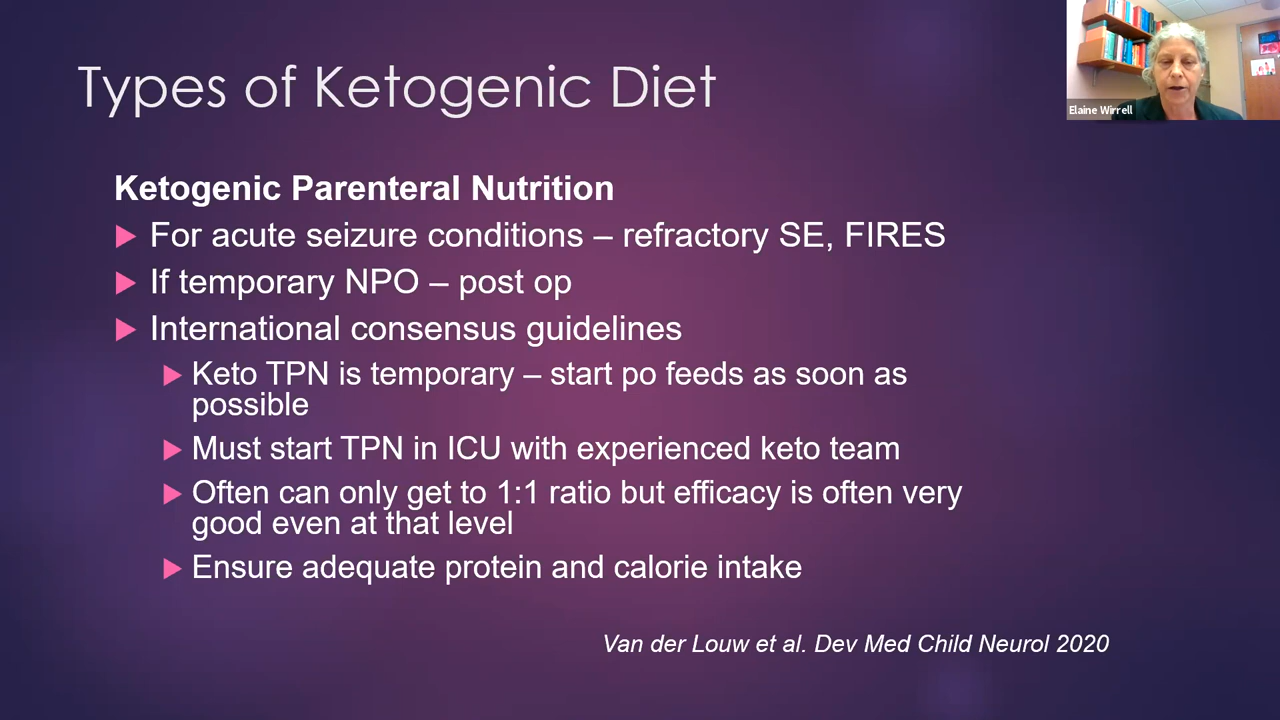 Types of Ketogenic Diet
Elaine Wirrell
Ketogenic Parenteral Nutrition
For acute seizure conditions – refractory SE, FIRES
If temporary NPO – post op
International consensus guidelines
Keto TPN is temporary – start po feeds as soon as
possible
Must start TPN in ICU with experienced keto team
Often can only get to 1:1 ratio but efficacy is often very
good even at that level
Ensure adequate protein and calorie intake
Van der Louw et al. Dev Med Child Neurol 2020